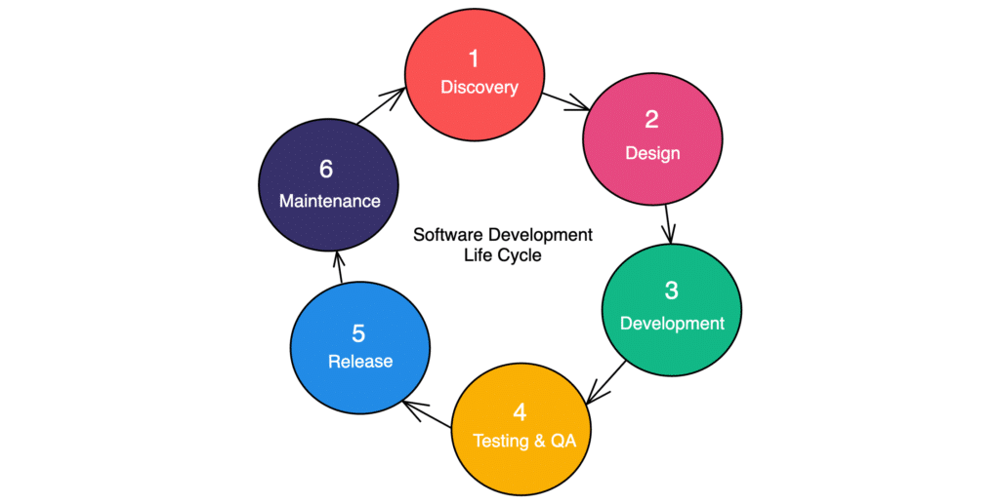 1
Discovery
2
Design
3
Development
4
Testing & QA
5
Release
6
Maintenance
Software Development
Life Cycle